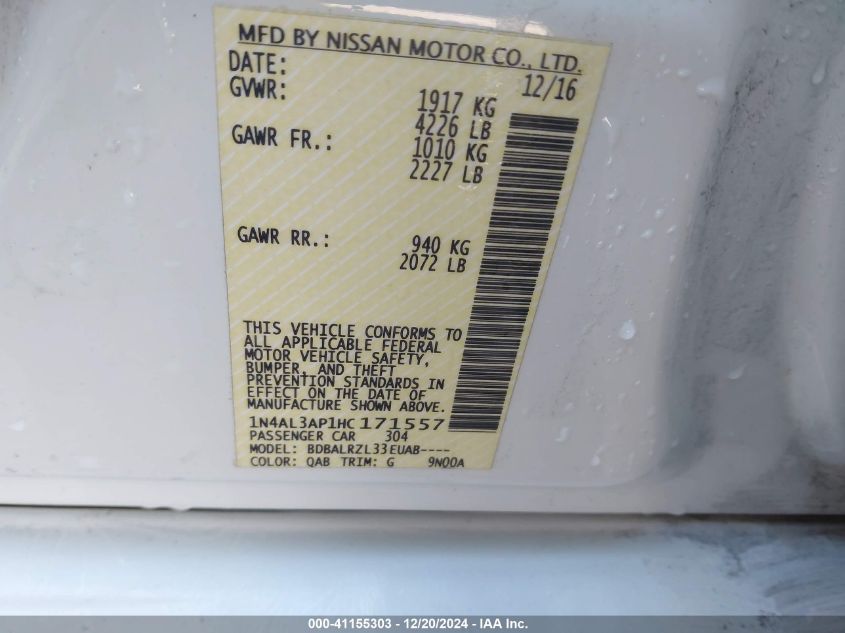 MFD BY NISSAN MOTOR CO., LTD.
DATE: 12/16
GVWR: 1917 KG
4226 LB
GAWR FR.: 1010 KG
2227 LB
GAWR RR.: 940 KG
2072 LB
THIS VEHICLE CONFORMS TO
ALL APPLICABLE FEDERAL
MOTOR VEHICLE SAFETY,
BUMPER, AND THEFT
PREVENTION STANDARDS IN
EFFECT ON THE DATE OF
MANUFACTURE SHOWN ABOVE.
1N4AL3AP1HC171557
PASSENGER CAR 304
MODEL: BDBALRZL33EUAB----
COLOR: QAB TRIM: G 9N00A
000-41155303 - 12/20/2024 - IAA Inc.